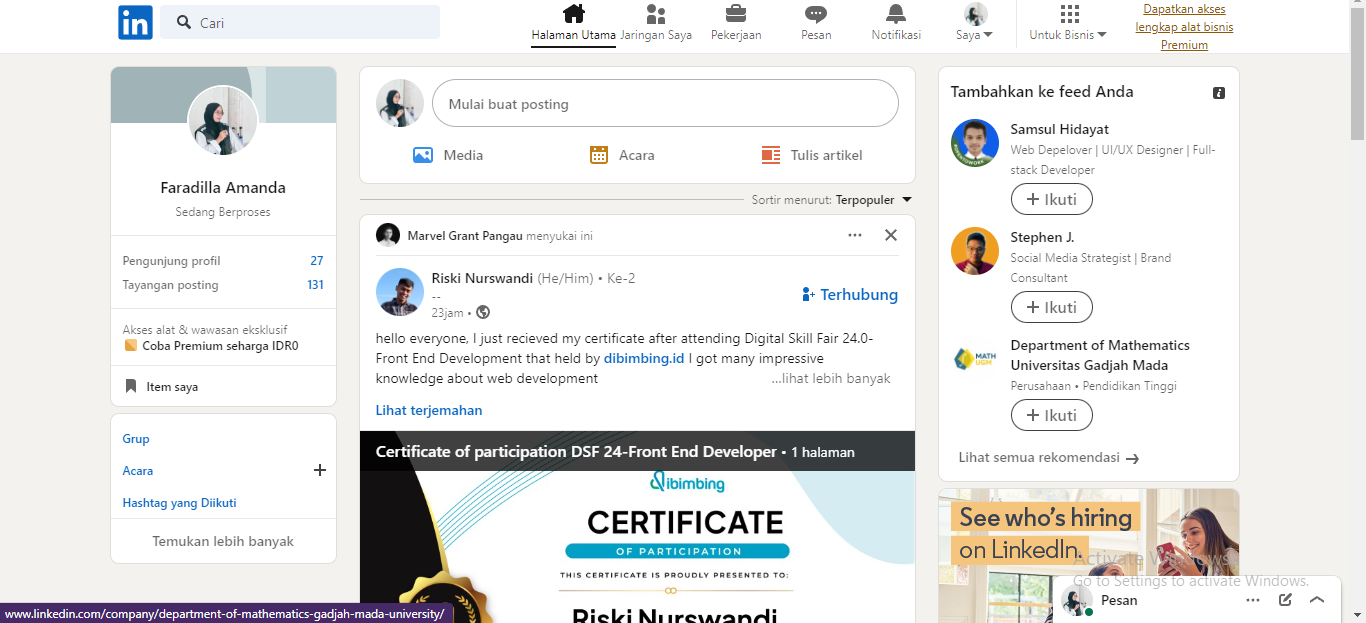 in
Cari
Halaman Utama
Jaringan Saya
Pekerjaan
Pesan
Notifikasi
Saya
Untuk Bisnis
Dapatkan akses
lengkap alat bisnis
Premium
Faradilla Amanda
Sedang Berproses
Pengunjung profil 27
Tayangan posting 131
Akses alat & wawasan eksklusif
Coba Premium seharga IDR0
Item saya
Grup
Acara
Hashtag yang Diikuti
Temukan lebih banyak
Mulai buat posting
Media
Acara
Tulis artikel
Sortir menurut: Terpopuler
Marvel Grant Pangau menyukai ini
Riski Nurswandi (He/Him) • Ke-2
--
23jam •
Terhubung
hello everyone, I just recieved my certificate after attending Digital Skill Fair 24.0-
Front End Development that held by dibimbing.id I got many impressive
knowledge about web development
...lihat lebih banyak
Lihat terjemahan
Certificate of participation DSF 24-Front End Developer • 1 halaman
dibimbing
CERTIFICATE
OF PARTICIPATION
THIS CERTIFICATE IS PROUDLY PRESENTED TO:
Riski Nurswandi
Tambahkan ke feed Anda
Samsul Hidayat
Web Depelover | UI/UX Designer | Full-
stack Developer
+ Ikuti
Stephen J.
Social Media Strategist | Brand
Consultant
+ Ikuti
MATH
UGM
Department of Mathematics
Universitas Gadjah Mada
Perusahaan • Pendidikan Tinggi
+ Ikuti
Lihat semua rekomendasi →
See who's hiring
on LinkedIn.
Activate Windows
Go to Settings to activate Windows.
Pesan
www.linkedin.com/company/department-of-mathematics-gadjah-mada-university/